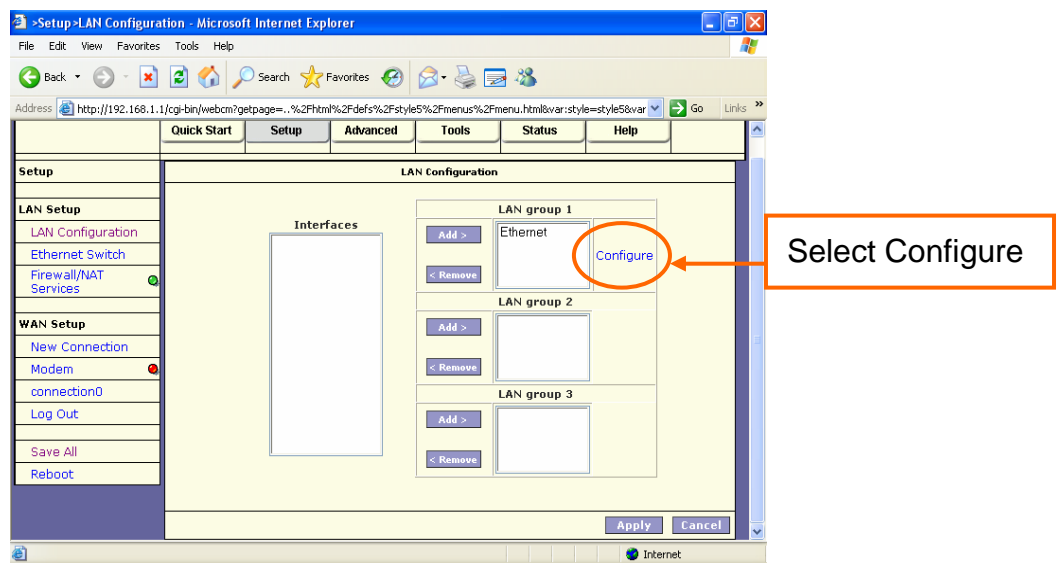 >Setup>LAN Configuration - Microsoft Internet Explorer
File Edit View Favorites Tools Help
Back Search Favorites
Address http://192.168.1.1/cgi-bin/webcm?getpage=..%2Fhtml%2Fdefs%2Fstyle5%2Fmenus%2Fmenu.html&var:style=style5&var Go Links »
Quick Start Setup Advanced Tools Status Help
Setup
LAN Setup
LAN Configuration
Ethernet Switch
Firewall/NAT
Services
WAN Setup
New Connection
Modem
connection0
Log Out
Save All
Reboot
LAN Configuration
Interfaces
LAN group 1
Add >
Ethernet
Configure
< Remove
LAN group 2
Add >
< Remove
LAN group 3
Add >
< Remove
Apply Cancel
Internet
Select Configure